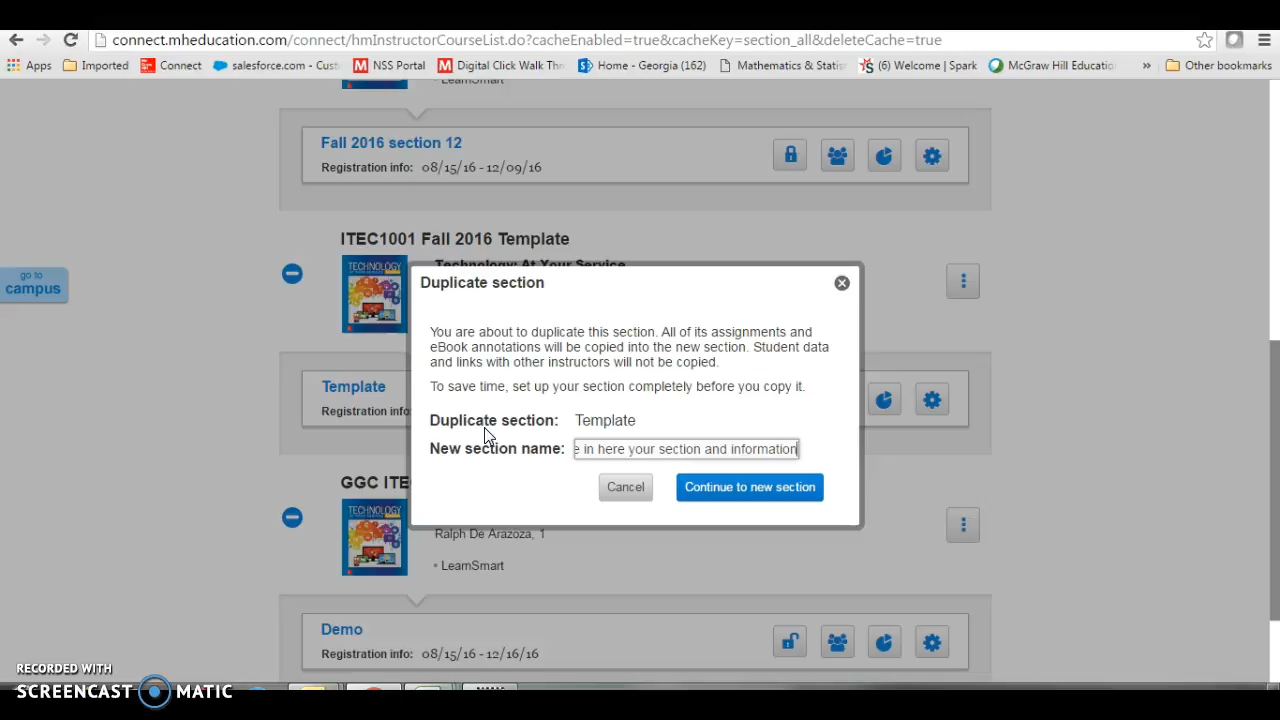 connect.mheducation.com/connect/hmInstructorCourseList.do?cacheEnabled=true&cacheKey=section_all&deleteCache=true
Apps Imported Connect salesforce.com - Cust NSS Portal Digital Click Walk Thr Home - Georgia (162) Mathematics & Statis (6) Welcome | Spark McGraw Hill Educatio » Other bookmarks
• LearnSmart
Fall 2016 section 12
Registration info: 08/15/16 - 12/09/16
go to
campus
ITEC1001 Fall 2016 Template
TECHNOLOGY
Technology: At Your Service
Duplicate section
You are about to duplicate this section. All of its assignments and
eBook annotations will be copied into the new section. Student data
and links with other instructors will not be copied.
To save time, set up your section completely before you copy it.
Duplicate section: Template
New section name: e in here your section and information
Cancel Continue to new section
Template
Registration info
GGC ITE
TECHNOLOGY
Ralph De Arazoza, 1
• LearnSmart
Demo
Registration info: 08/15/16 - 12/16/16
RECORDED WITH
SCREENCAST MATIC